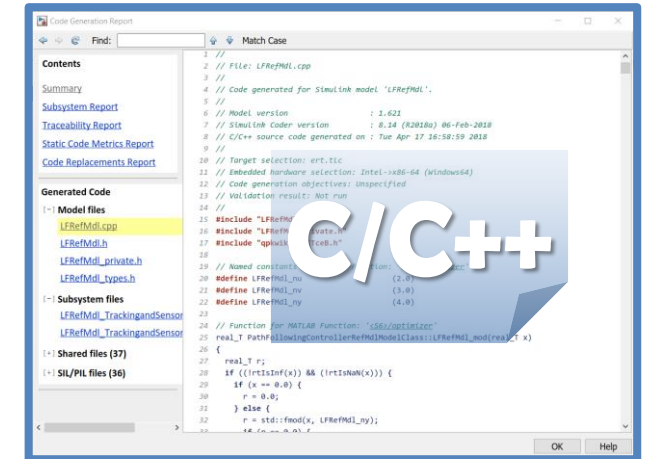 Code Generation Report
Find: Match Case
Contents
Summary
Subsystem Report
Traceability Report
Static Code Metrics Report
Code Replacements Report
Generated Code
[-] Model files
LFRefMdl.cpp
LFRefMdl.h
LFRefMdl_private.h
LFRefMdl_types.h
[-] Subsystem files
LFRefMdl_TrackingandSensor
LFRefMdl_TrackingandSensor
[+] Shared files (37)
[+] SIL/PIL files (36)
1 //
2 // File: LFRefMdl.cpp
3 //
4 // Code generated for Simulink model 'LFRefMdl'.
5 //
6 // Model version : 1.621
7 // Simulink Coder version : 8.14 (R2018a) 06-Feb-2018
8 // C/C++ source code generated on : Tue Apr 17 16:58:59 2018
9 //
10 // Target selection: ert.tlc
11 // Embedded hardware selection: Intel->x86-64 (Windows64)
12 // Code generation objectives: Unspecified
13 // Validation result: Not run
14 //
15 #include
16 #include
17 #include
18
19 // Named
20 #define LFRefMdl_nu (2.0)
21 #define LFRefMdl_nv (3.0)
22 #define LFRefMdl_ny (4.0)
23
24 // Function for MATLAB Function: '<S6>/optimizer'
25 real_T PathFollowingControllerRefMdlModelClass::LFRefMdl_mod(real_T x)
26 {
27 real_T r;
28 if ((!rtIsInf(x)) && (!rtIsNaN(x))) {
29 if (x == 0.0) {
30 r = 0.0;
31 } else {
32 r = std::fmod(x, LFRefMdl_ny);
C/C++
OK Help